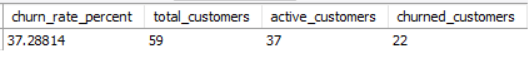 churn_rate_percent total_customers active_customers churned_customers
37.28814 59 37 22